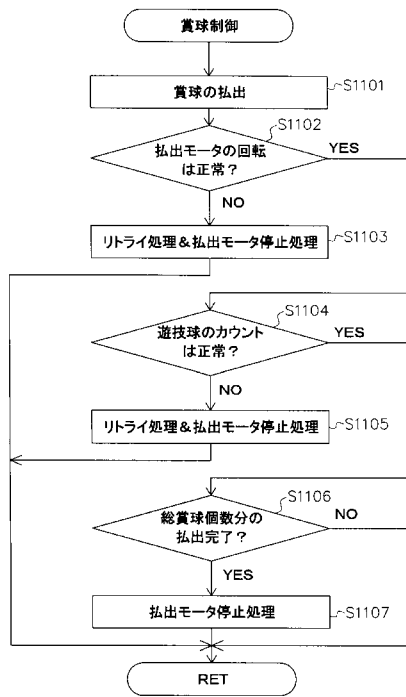 賞球制御
賞球の払出
S1101
S1102
払出モータの回転
は正常?
YES
NO
リトライ処理&払出モータ停止処理
S1103
S1104
遊技球のカウント
は正常?
YES
NO
リトライ処理&払出モータ停止処理
S1105
S1106
総賞球個数分の
払出完了?
NO
YES
払出モータ停止処理
S1107
RET